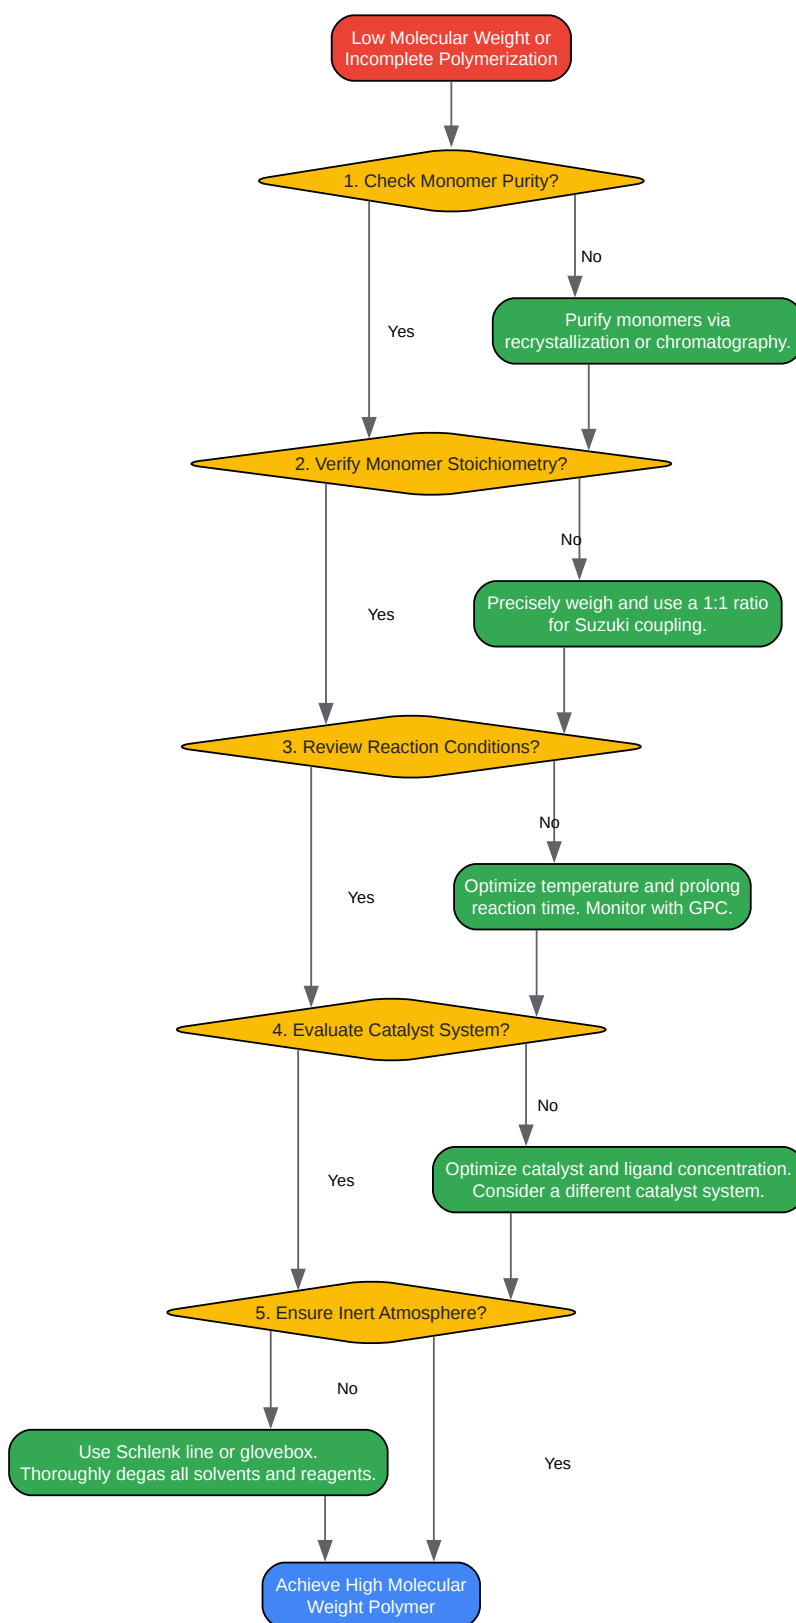 Low Molecular Weight or
Incomplete Polymerization
1. Check Monomer Purity?
No
Purify monomers via
recrystallization or chromatography.
Yes
2. Verify Monomer Stoichiometry?
No
Precisely weigh and use a 1:1 ratio
for Suzuki coupling.
Yes
3. Review Reaction Conditions?
No
Optimize temperature and prolong
reaction time. Monitor with GPC.
Yes
4. Evaluate Catalyst System?
No
Optimize catalyst and ligand concentration.
Consider a different catalyst system.
Yes
5. Ensure Inert Atmosphere?
No
Use Schlenk line or glovebox.
Thoroughly degas all solvents and reagents.
Yes
Achieve High Molecular
Weight Polymer